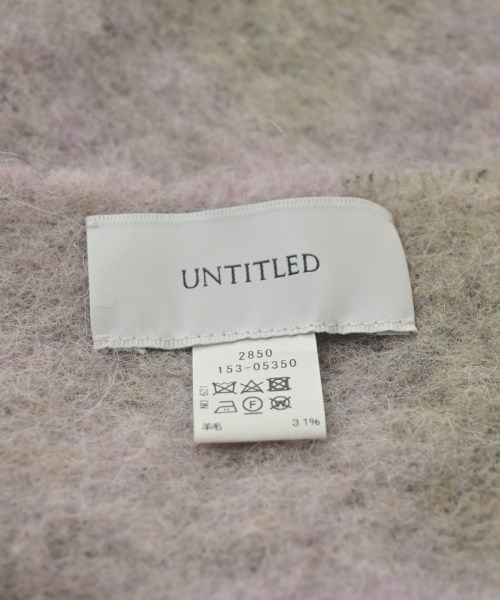 UNTITLED
2850
153-05350
NO 621
F
W
羊毛 31%